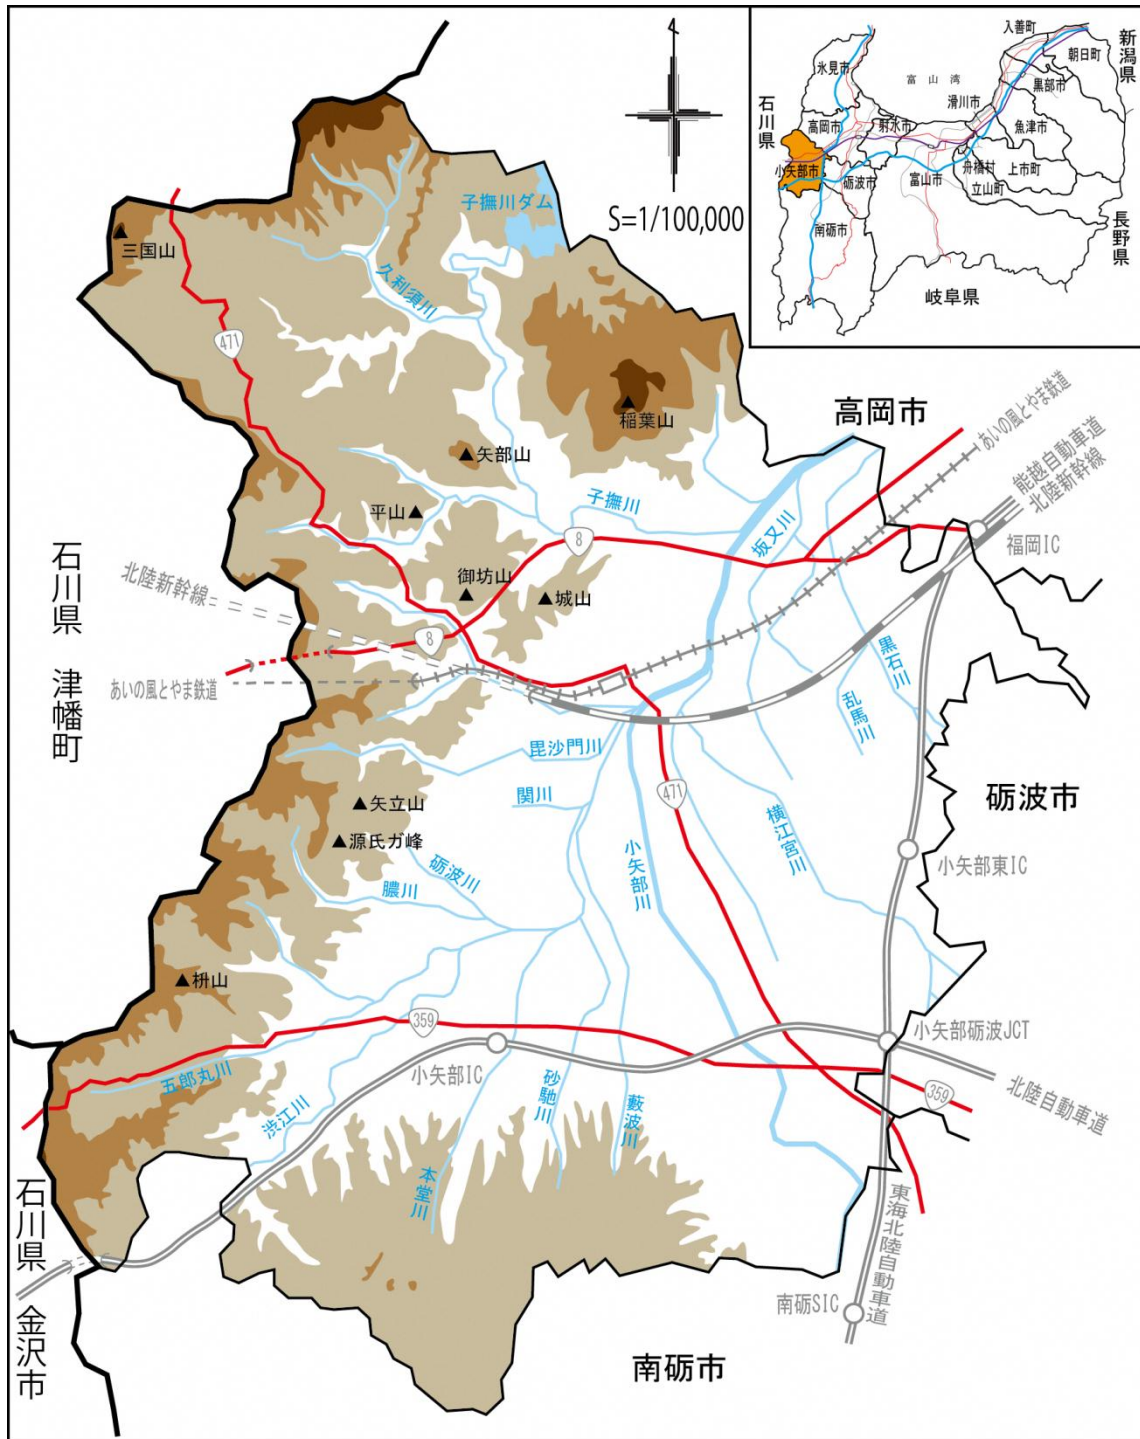 入善町
朝日町
新潟県
氷見市
富山湾
黒部市
滑川市
石川県
高岡市
射水市
魚津市
小矢部市
砺波市
富山市
舟橋村
上市町
立山町
南砺市
長野県
岐阜県
S=1/100,000
子撫川ダム
三国山
久利須川
471
稲葉山
高岡市
あいの風とやま鉄道
矢部山
能越自動車道
北陸新幹線
平山
子撫川
坂又川
8
福岡IC
石川県 津幡町
北陸新幹線
御坊山
城山
8
黒石川
あいの風とやま鉄道
乱馬川
毘沙門川
関川
471
砺波市
矢立山
横江宮川
源氏ガ峰
砺波川
小矢部川
小矢部東IC
膿川
枡山
359
小矢部砺波JCT
五郎丸川
小矢部IC
砂馳川
藪波川
359
北陸自動車道
渋江川
本堂川
石川県 金沢市
東海北陸自動車道
南砺SIC
南砺市